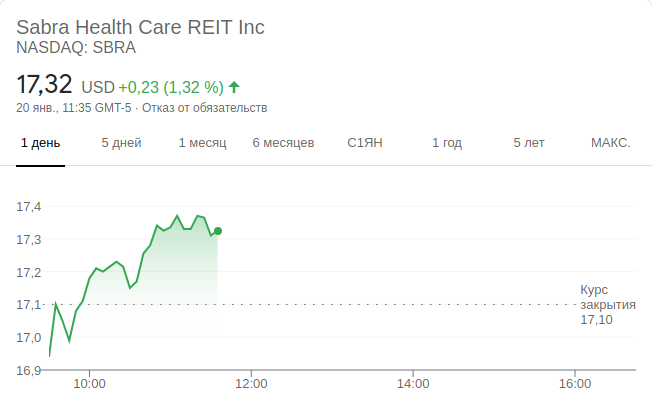 Sabra Health Care REIT Inc
NASDAQ: SBRA
17,32 USD +0,23 (1,32 %)
20 янв., 11:35 GMT-5 · Отказ от обязательств
1 день 5 дней 1 месяц 6 месяцев С1ЯН 1 год 5 лет МАКС.
17,4
17,3
17,2
17,1
17,0
16,9
Курс
закрытия
17,10
10:00 12:00 14:00 16:00